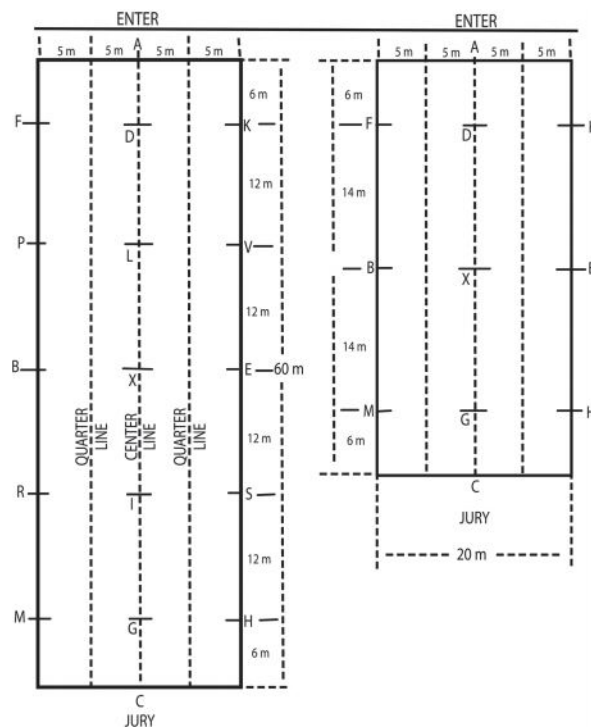 ENTER
A
5 m 5 m 5 m 5 m
6 m
F D K
12 m
P L V
12 m
B X E 60 m
QUARTER LINE
CENTER LINE
QUARTER LINE
12 m
R I S
12 m
M G H
6 m
C
JURY
ENTER
A
5 m 5 m 5 m 5 m
6 m
F D
14 m
B X
14 m
M G H
6 m
C
JURY
20 m